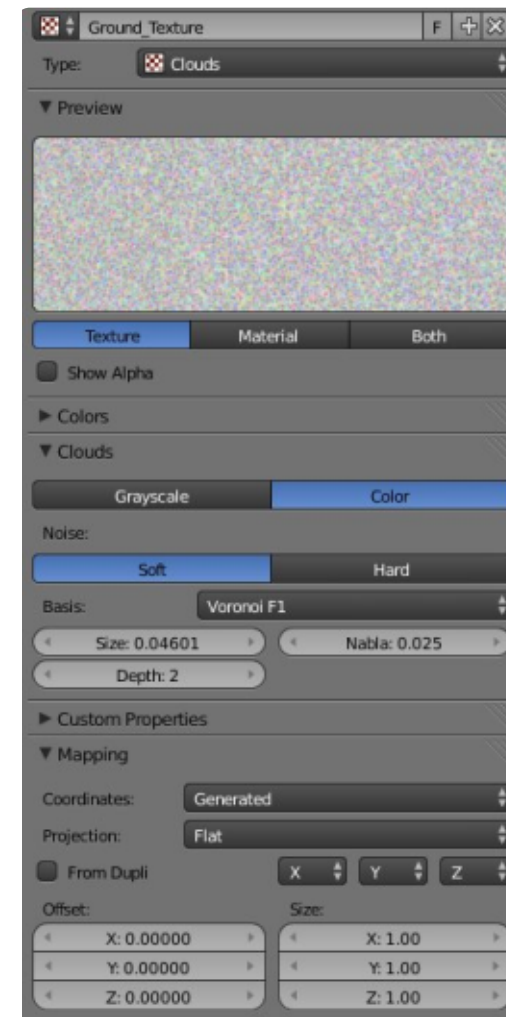 Ground_Texture F
Type: Clouds
Preview
Texture Material Both
Show Alpha
Colors
Clouds
Grayscale Color
Noise:
Soft Hard
Basis: Voronoi F1
Size: 0.04601 Nabla: 0.025
Depth: 2
Custom Properties
Mapping
Coordinates: Generated
Projection: Flat
From Dupli X Y Z
Offset: Size:
X: 0.00000 X: 1.00
Y: 0.00000 Y: 1.00
Z: 0.00000 Z: 1.00